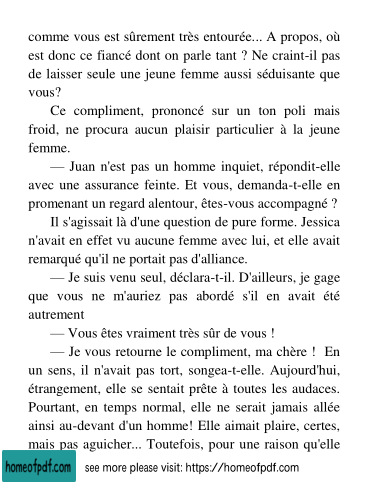 comme vous est sûrement très entourée... A propos, où
est donc ce fiancé dont on parle tant ? Ne craint-il pas
de laisser seule une jeune femme aussi séduisante que
vous?
Ce compliment, prononcé sur un ton poli mais
froid, ne procura aucun plaisir particulier à la jeune
femme.
— Juan n'est pas un homme inquiet, répondit-elle
avec une assurance feinte. Et vous, demanda-t-elle en
promenant un regard alentour, êtes-vous accompagné ?
Il s'agissait là d'une question de pure forme. Jessica
n'avait en effet vu aucune femme avec lui, et elle avait
remarqué qu'il ne portait pas d'alliance.
— Je suis venu seul, déclara-t-il. D'ailleurs, je gage
que vous ne m'auriez pas abordé s'il en avait été
autrement
— Vous êtes vraiment très sûr de vous !
— Je vous retourne le compliment, ma chère ! En
un sens, il n'avait pas tort, songea-t-elle. Aujourd'hui,
étrangement, elle se sentait prête à toutes les audaces.
Pourtant, en temps normal, elle ne serait jamais allée
ainsi au-devant d'un homme! Elle aimait plaire, certes,
mais pas aguicher... Toutefois, pour une raison qu'elle
homeofpdf.com see more please visit: https://homeofpdf.com